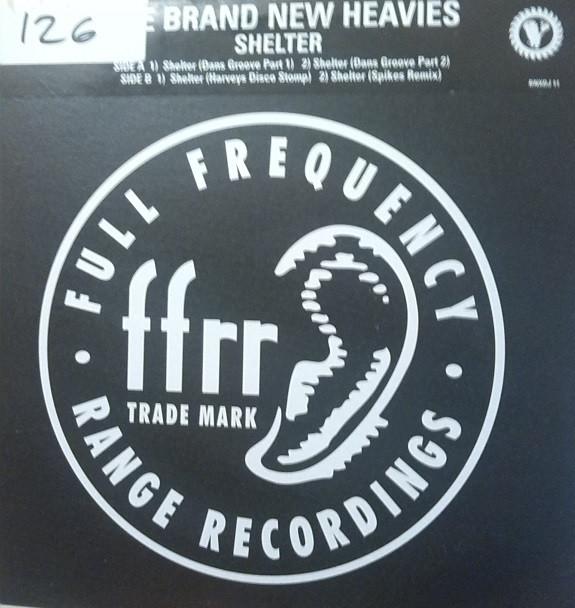 126
E BRAND NEW HEAVIES
SHELTER
SIDE A 1) Shelter (Dans Groove Part 1) 2) Shelter (Dans Groove Part 2)
SIDE B 1) Shelter (Harveys Disco Stomp) 2) Shelter (Spikes Remix)
FULL FREQUENCY
ffrr
TRADE MARK
RANGE RECORDINGS